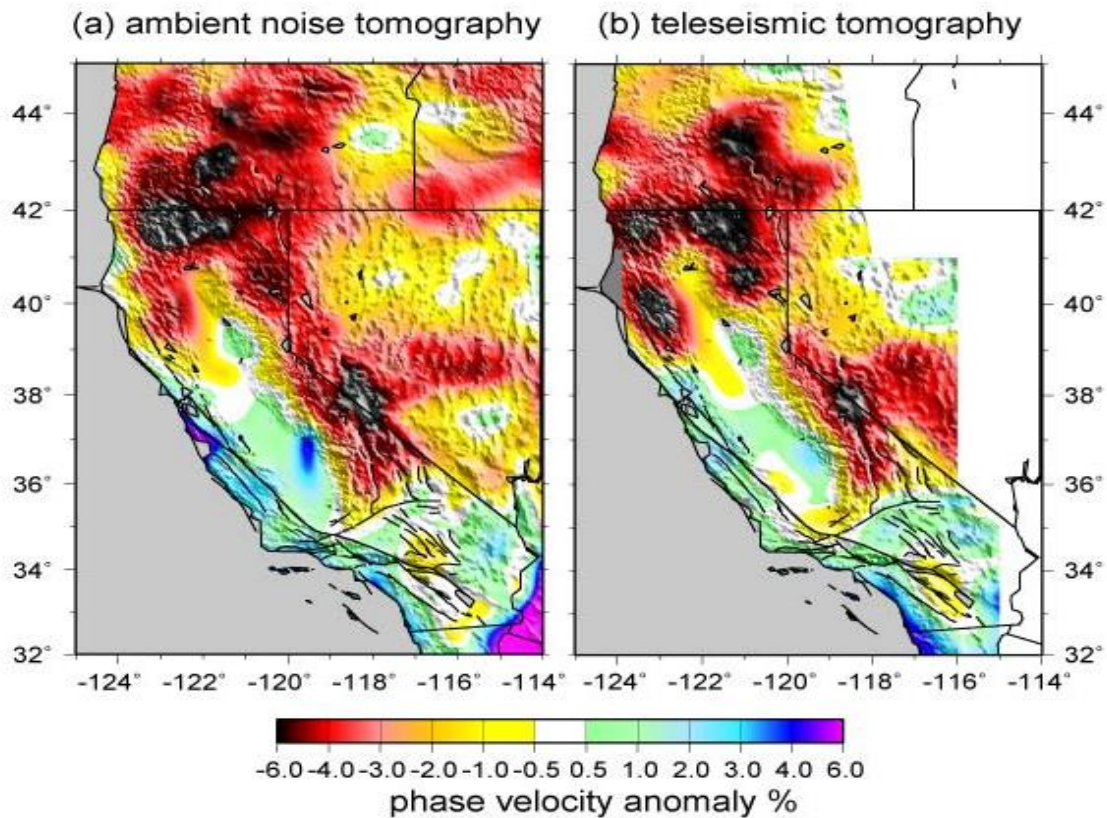 (a) ambient noise tomography (b) teleseismic tomography
44° 44°
42° 42°
40° 40°
38° 38°
36° 36°
34° 34°
32° 32°
-124° -122° -120° -118° -116° -114° -124° -122° -120° -118° -116° -114°
-6.0 -4.0 -3.0 -2.0 -1.0 -0.5 0.5 1.0 2.0 3.0 4.0 6.0
phase velocity anomaly %